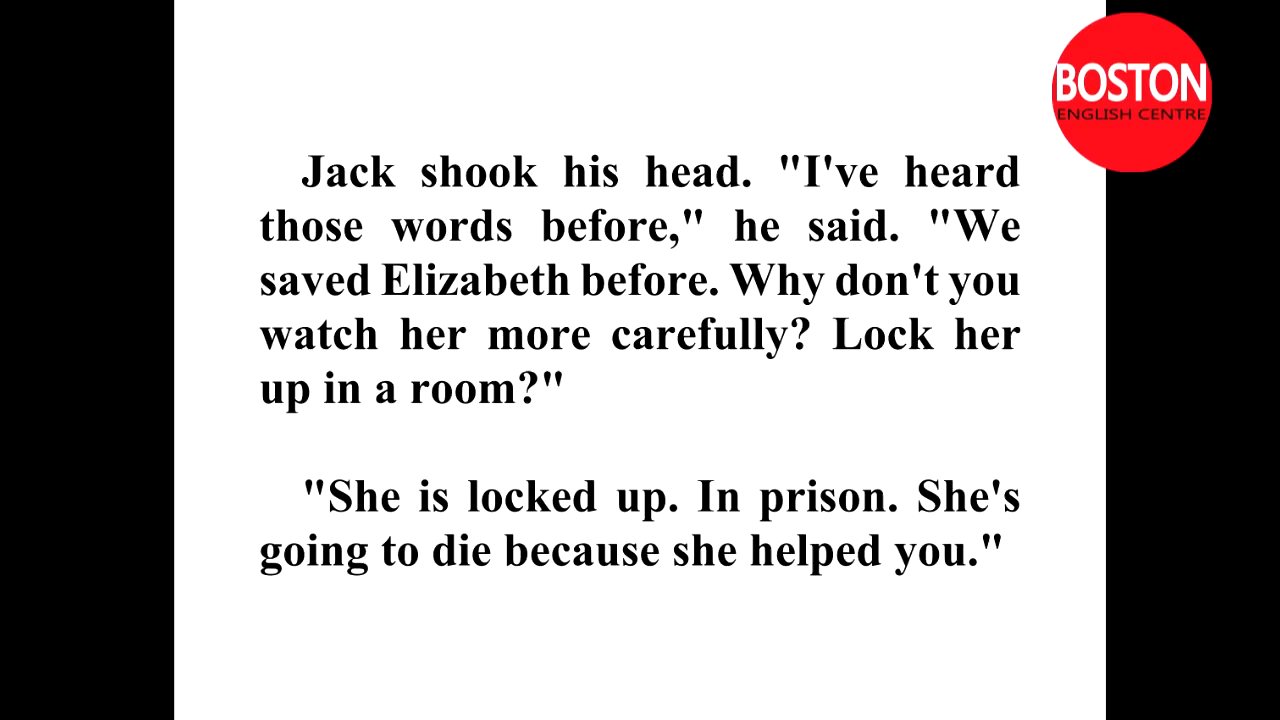 BOSTON
ENGLISH CENTRE
Jack shook his head. "I've heard
those words before," he said. "We
saved Elizabeth before. Why don't you
watch her more carefully? Lock her
up in a room?"
"She is locked up. In prison. She's
going to die because she helped you."